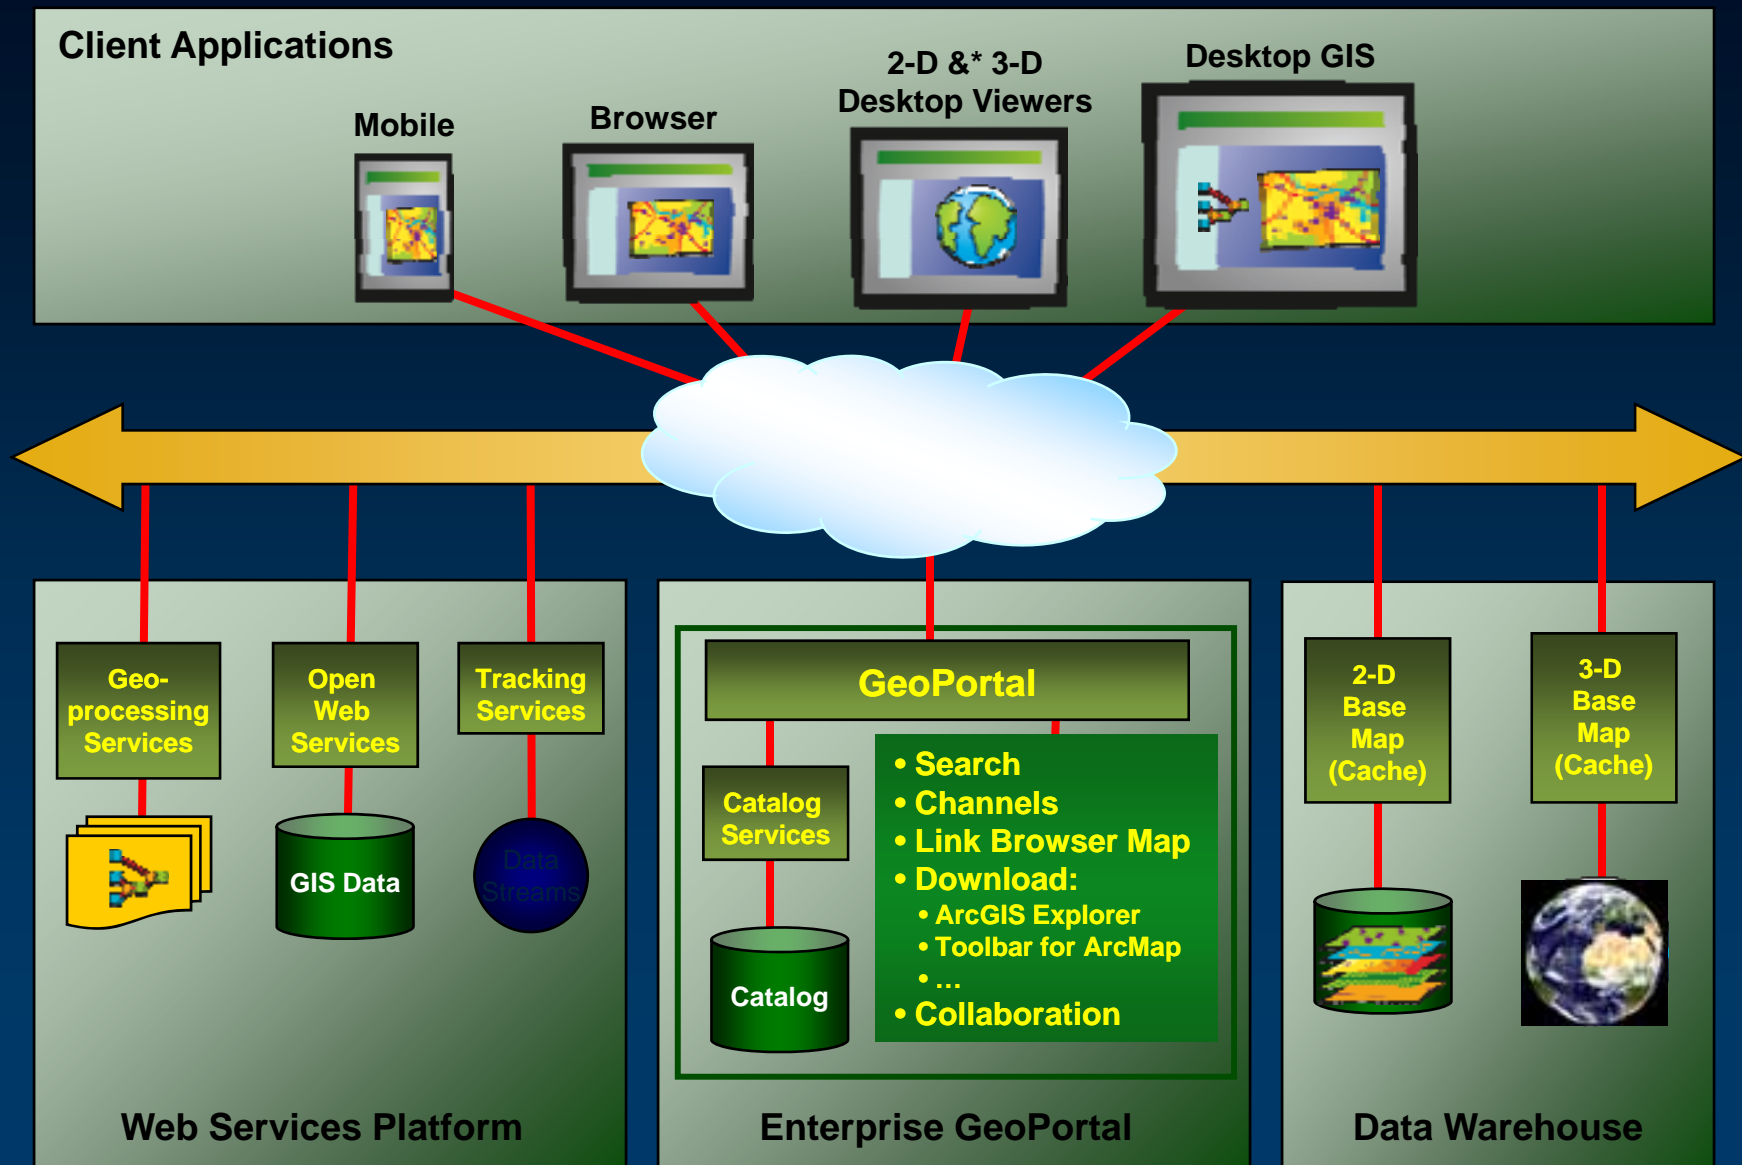 Client Applications
Mobile
Browser
2-D &* 3-D
Desktop Viewers
Desktop GIS
Geo-
processing
Services
Open
Web
Services
Tracking
Services
GIS Data
Data
Streams
Web Services Platform
GeoPortal
Catalog
Services
Catalog
• Search
• Channels
• Link Browser Map
• Download:
• ArcGIS Explorer
• Toolbar for ArcMap
• …
• Collaboration
Enterprise GeoPortal
2-D
Base
Map
(Cache)
3-D
Base
Map
(Cache)
Data Warehouse